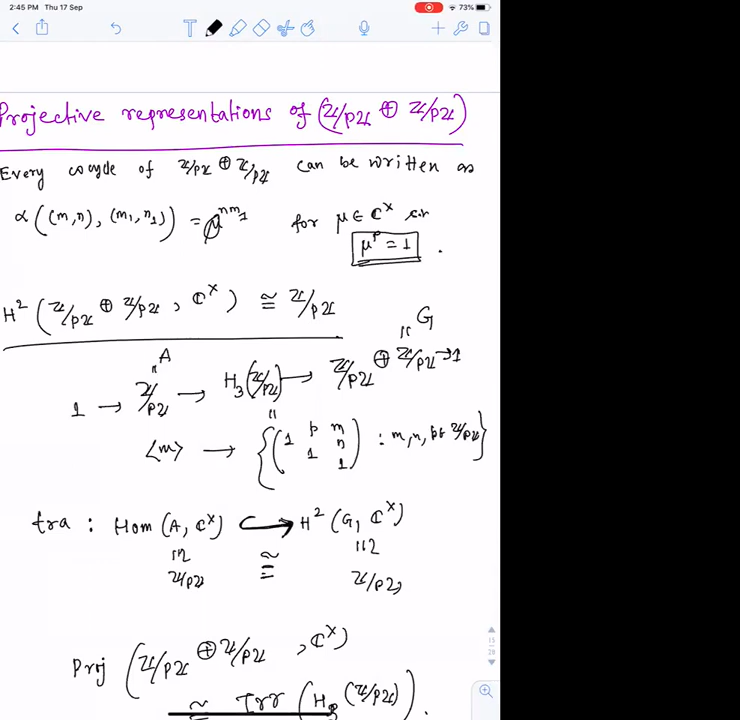 2:45 PM Thu 17 Sep 73%
Projective representations of (ℤ/pℤ ⊕ ℤ/pℤ)
Every cocycle of ℤ/pℤ ⊕ ℤ/pℤ can be written as
α((m,n), (m₁,n₁)) = μ^{nm₁} for μ ∈ ℂ^×
μ^p = 1 .
H²(ℤ/pℤ ⊕ ℤ/pℤ, ℂ^×) ≅ ℤ/pℤ
A G
1 → ℤ/pℤ → H₃(ℤ/pℤ) → ℤ/pℤ ⊕ ℤ/pℤ → 1
⟨m⟩ → {(1 p m
1 n
1) : m, n, p ∈ ℤ/pℤ}
tra : Hom (A, ℂ^×) ↪ H² (G, ℂ^×)
ℤ/pℤ ≅ ℤ/pℤ
Proj (ℤ/pℤ ⊕ ℤ/pℤ, ℂ^×)
≅ Irr (H₃ (ℤ/pℤ)).